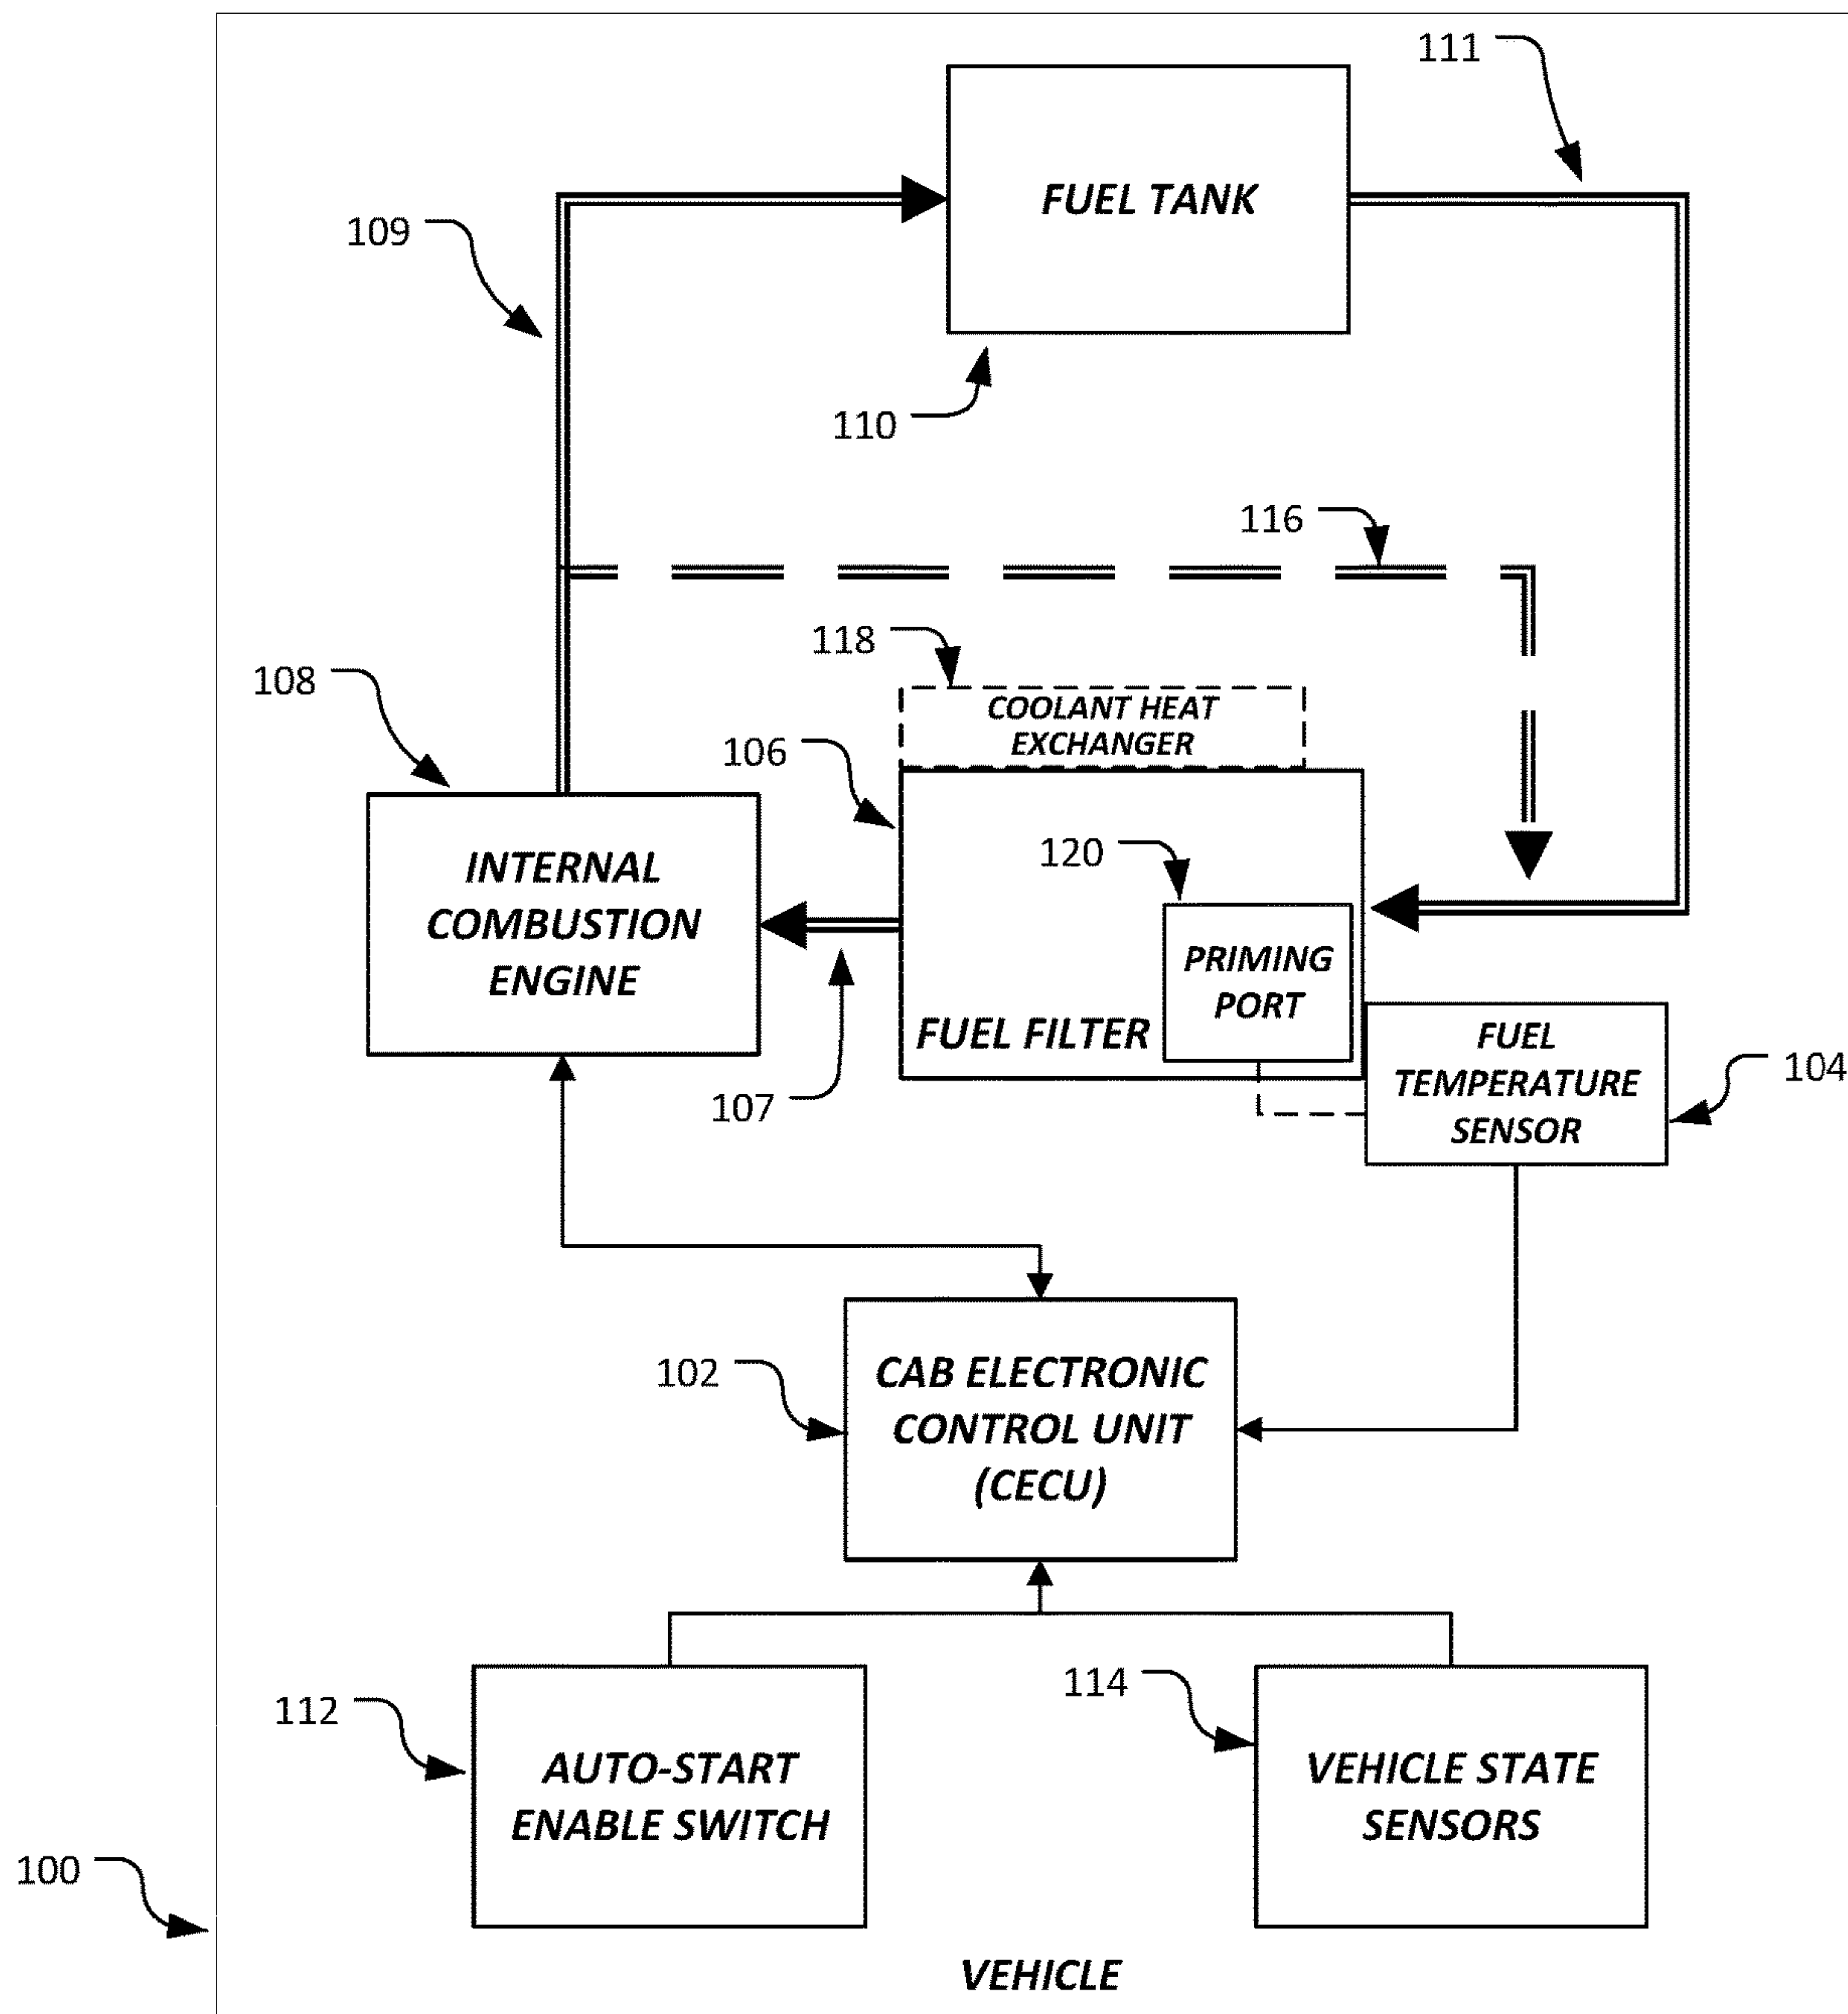 111
FUEL TANK
109
110
116
118
COOLANT HEAT
EXCHANGER
108
106
INTERNAL
COMBUSTION
ENGINE
120
PRIMING
PORT
FUEL FILTER
107
FUEL
TEMPERATURE
SENSOR
104
102
CAB ELECTRONIC
CONTROL UNIT
(CECU)
112
AUTO-START
ENABLE SWITCH
114
VEHICLE STATE
SENSORS
100
VEHICLE